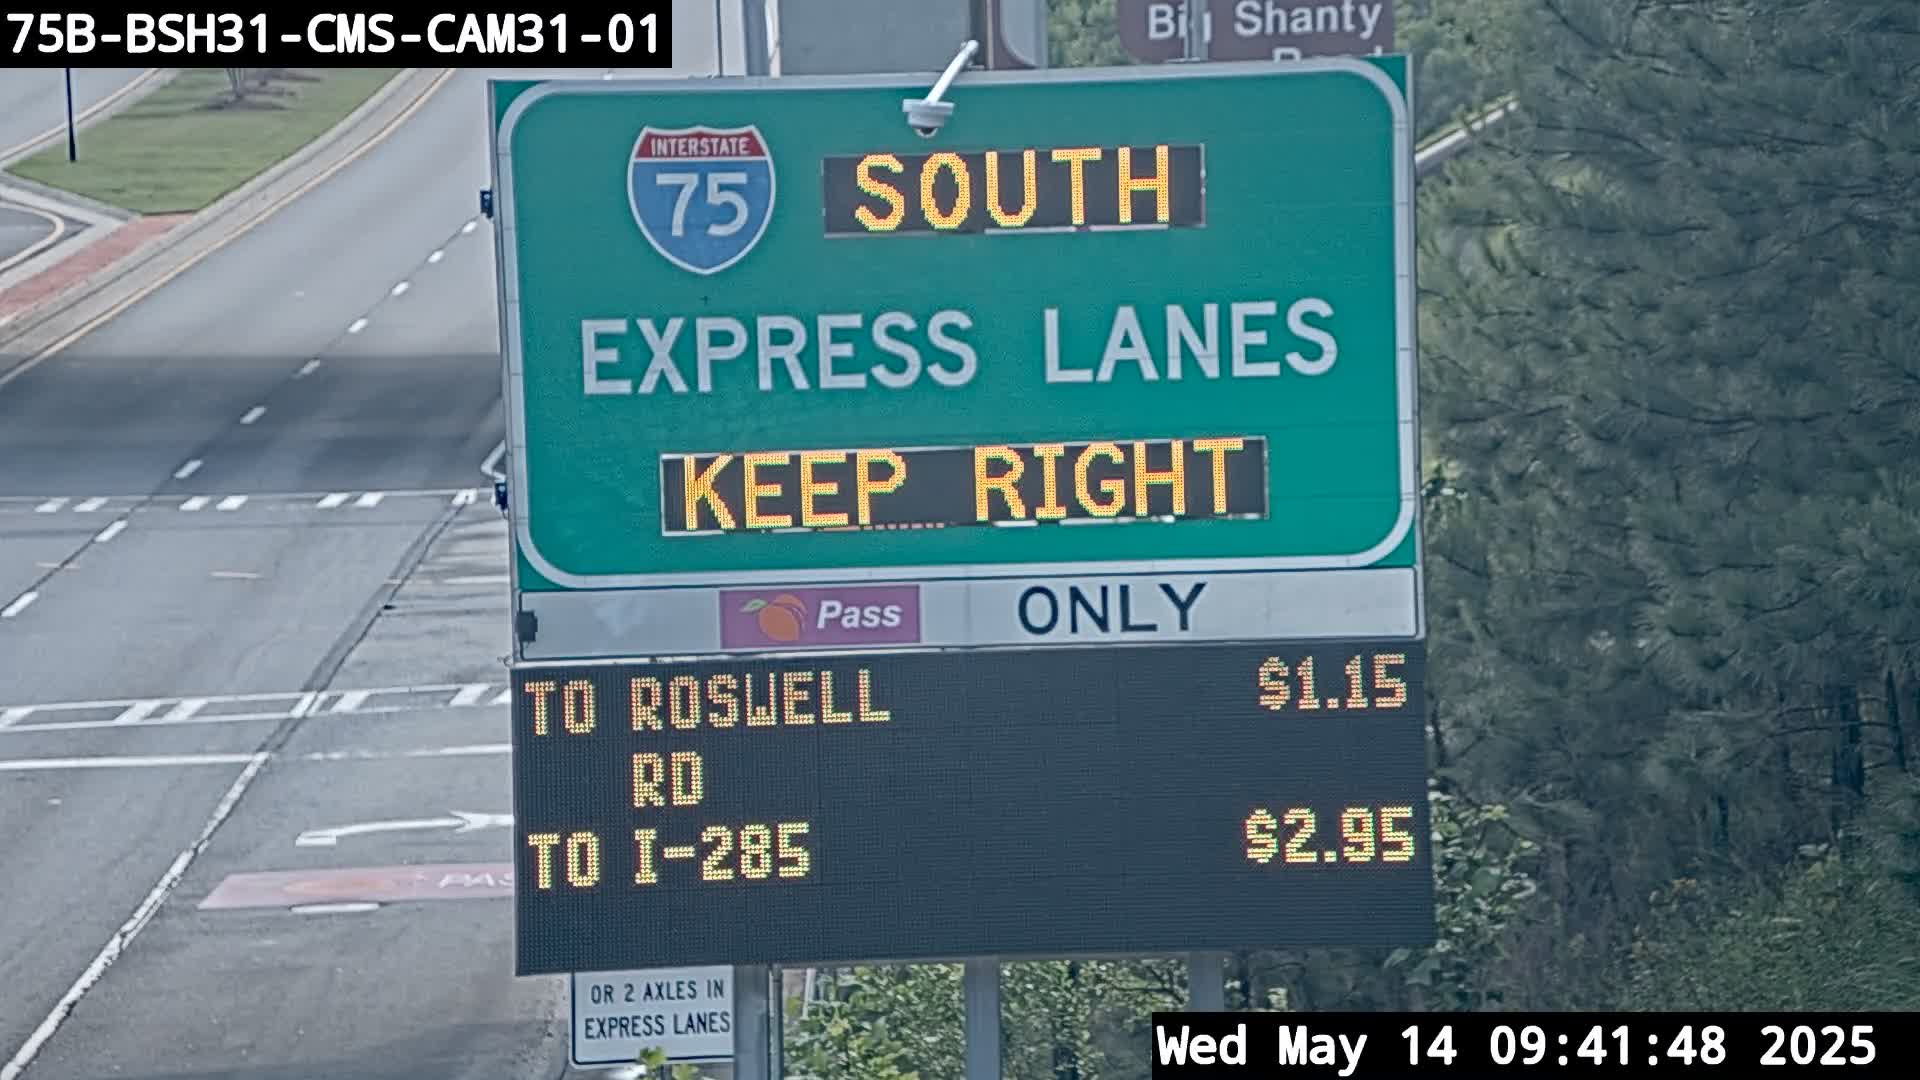 75B-BSH31-CMS-CAM31-01
Big Shanty
Road
INTERSTATE
75
SOUTH
EXPRESS LANES
KEEP RIGHT
Pass ONLY
TO ROSWELL $1.15
RD
TO I-285 $2.95
OR 2 AXLES IN
EXPRESS LANES
Wed May 14 09:41:48 2025